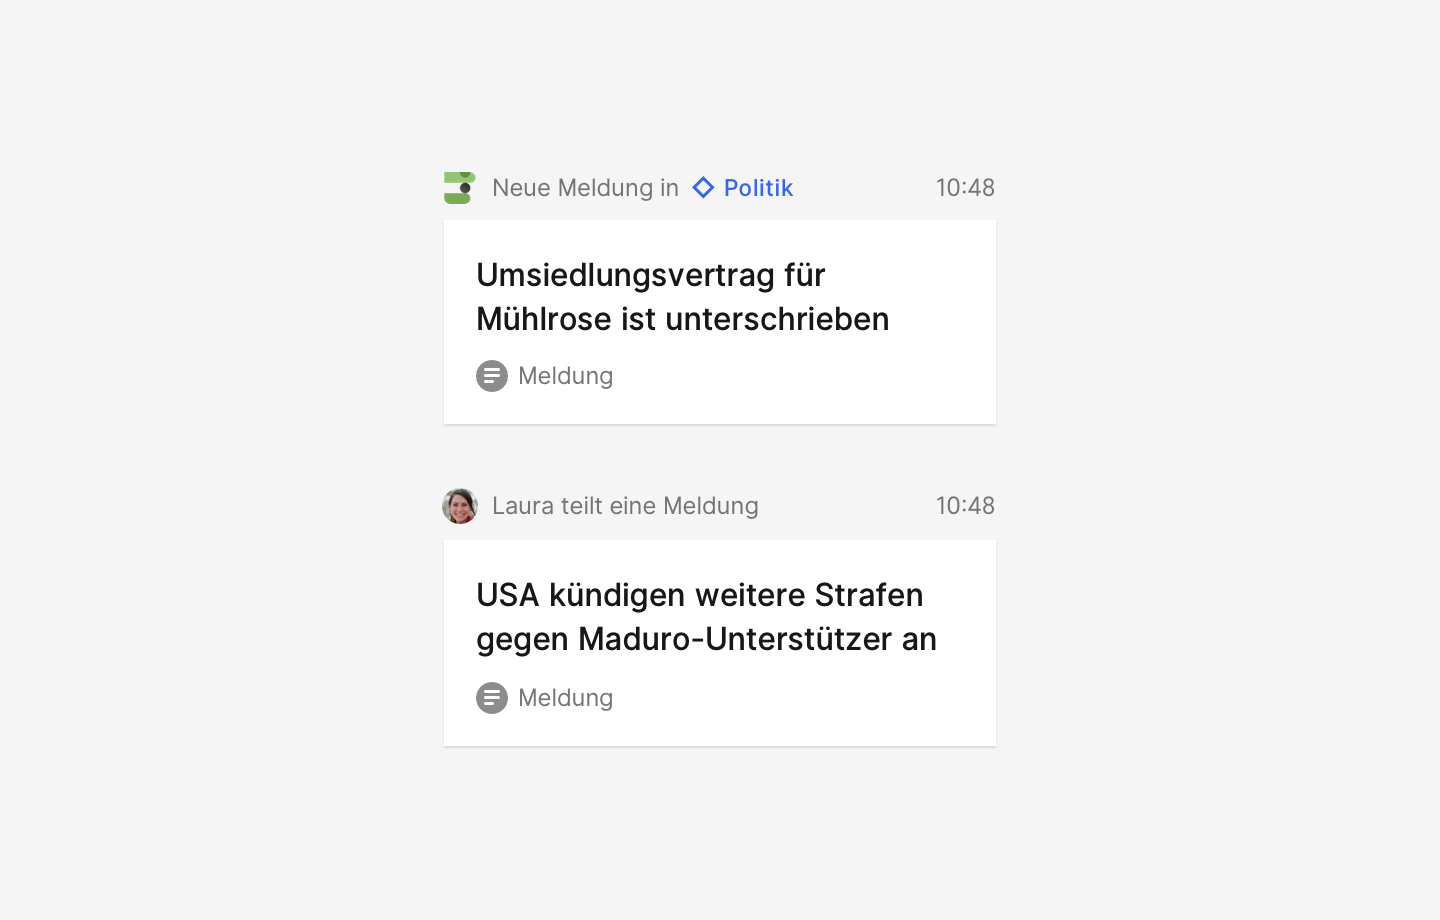 Neue Meldung in Politik 10:48
Umsiedlungsvertrag für
Mühlrose ist unterschrieben
Meldung
Laura teilt eine Meldung 10:48
USA kündigen weitere Strafen
gegen Maduro-Unterstützer an
Meldung